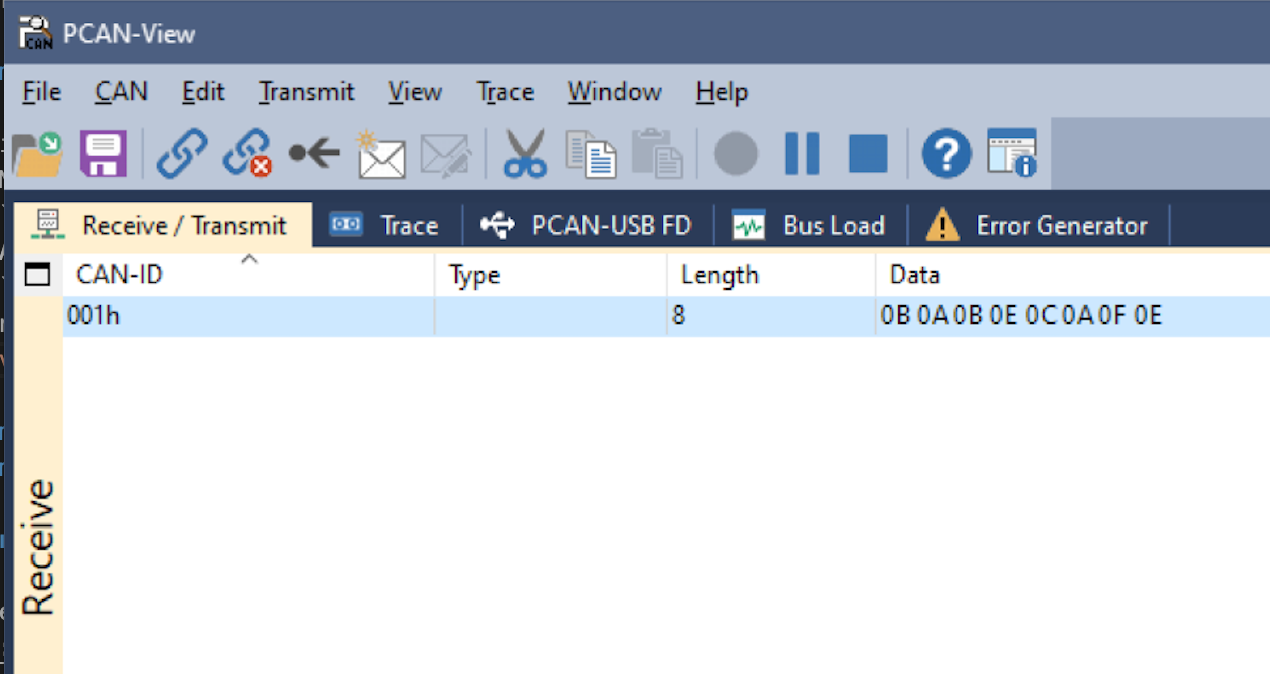 PCAN-View
File CAN Edit Transmit View Trace Window Help
Receive / Transmit Trace PCAN-USB FD Bus Load Error Generator
CAN-ID Type Length Data
001h 8 0B 0A 0B 0E 0C 0A 0F 0E
Receive